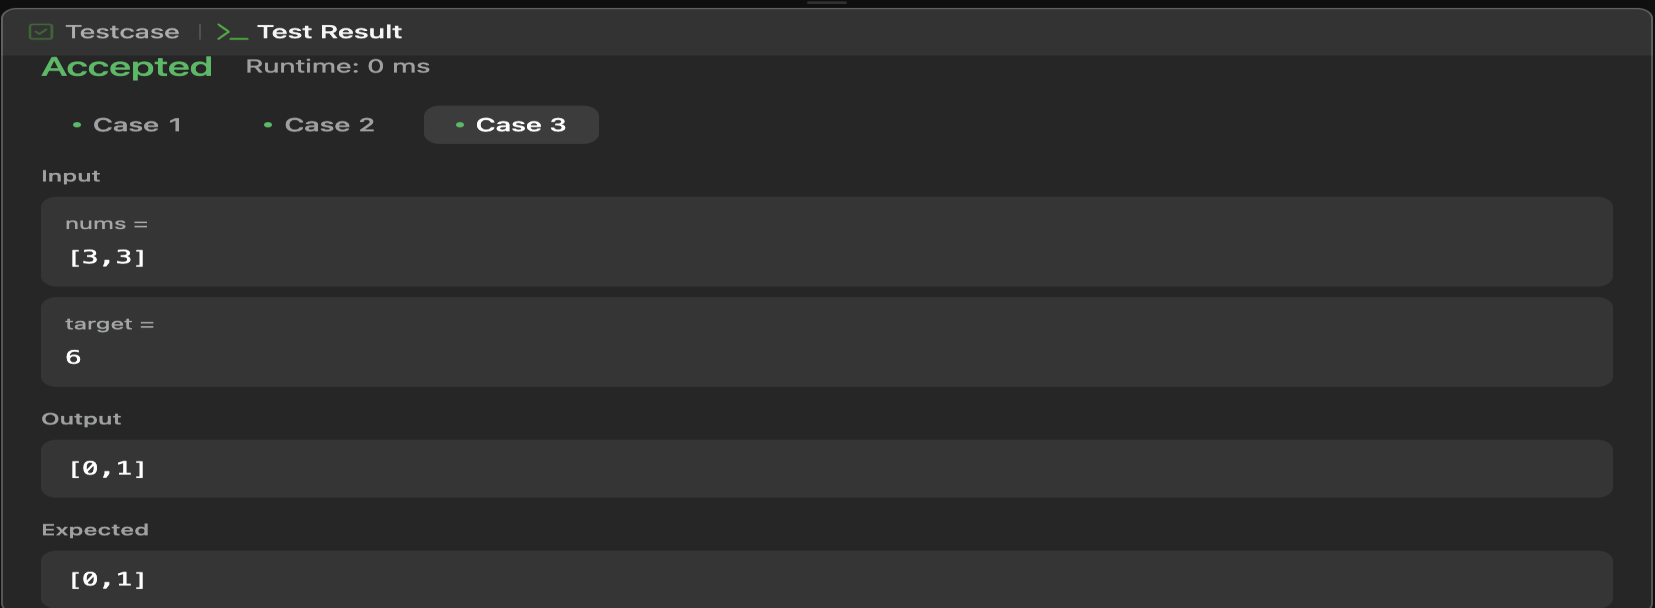 Testcase | >_ Test Result
Accepted Runtime: 0 ms
• Case 1 • Case 2 • Case 3
Input
nums =
[3,3]
target =
6
Output
[0,1]
Expected
[0,1]